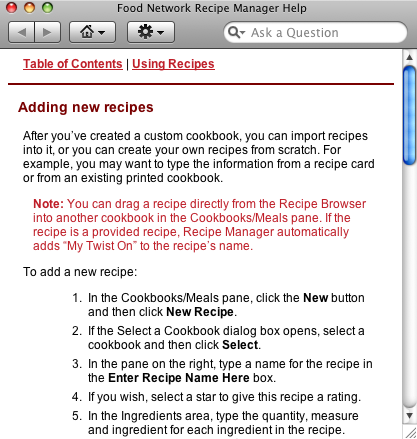 Food Network Recipe Manager Help
Ask a Question
Table of Contents | Using Recipes
Adding new recipes
After you've created a custom cookbook, you can import recipes
into it, or you can create your own recipes from scratch. For
example, you may want to type the information from a recipe card
or from an existing printed cookbook.
Note: You can drag a recipe directly from the Recipe Browser
into another cookbook in the Cookbooks/Meals pane. If the
recipe is a provided recipe, Recipe Manager automatically
adds “My Twist On” to the recipe's name.
To add a new recipe:
1. In the Cookbooks/Meals pane, click the New button
and then click New Recipe.
2. If the Select a Cookbook dialog box opens, select a
cookbook and then click Select.
3. In the pane on the right, type a name for the recipe in
the Enter Recipe Name Here box.
4. If you wish, select a star to give this recipe a rating.
5. In the Ingredients area, type the quantity, measure
and ingredient for each ingredient in the recipe.